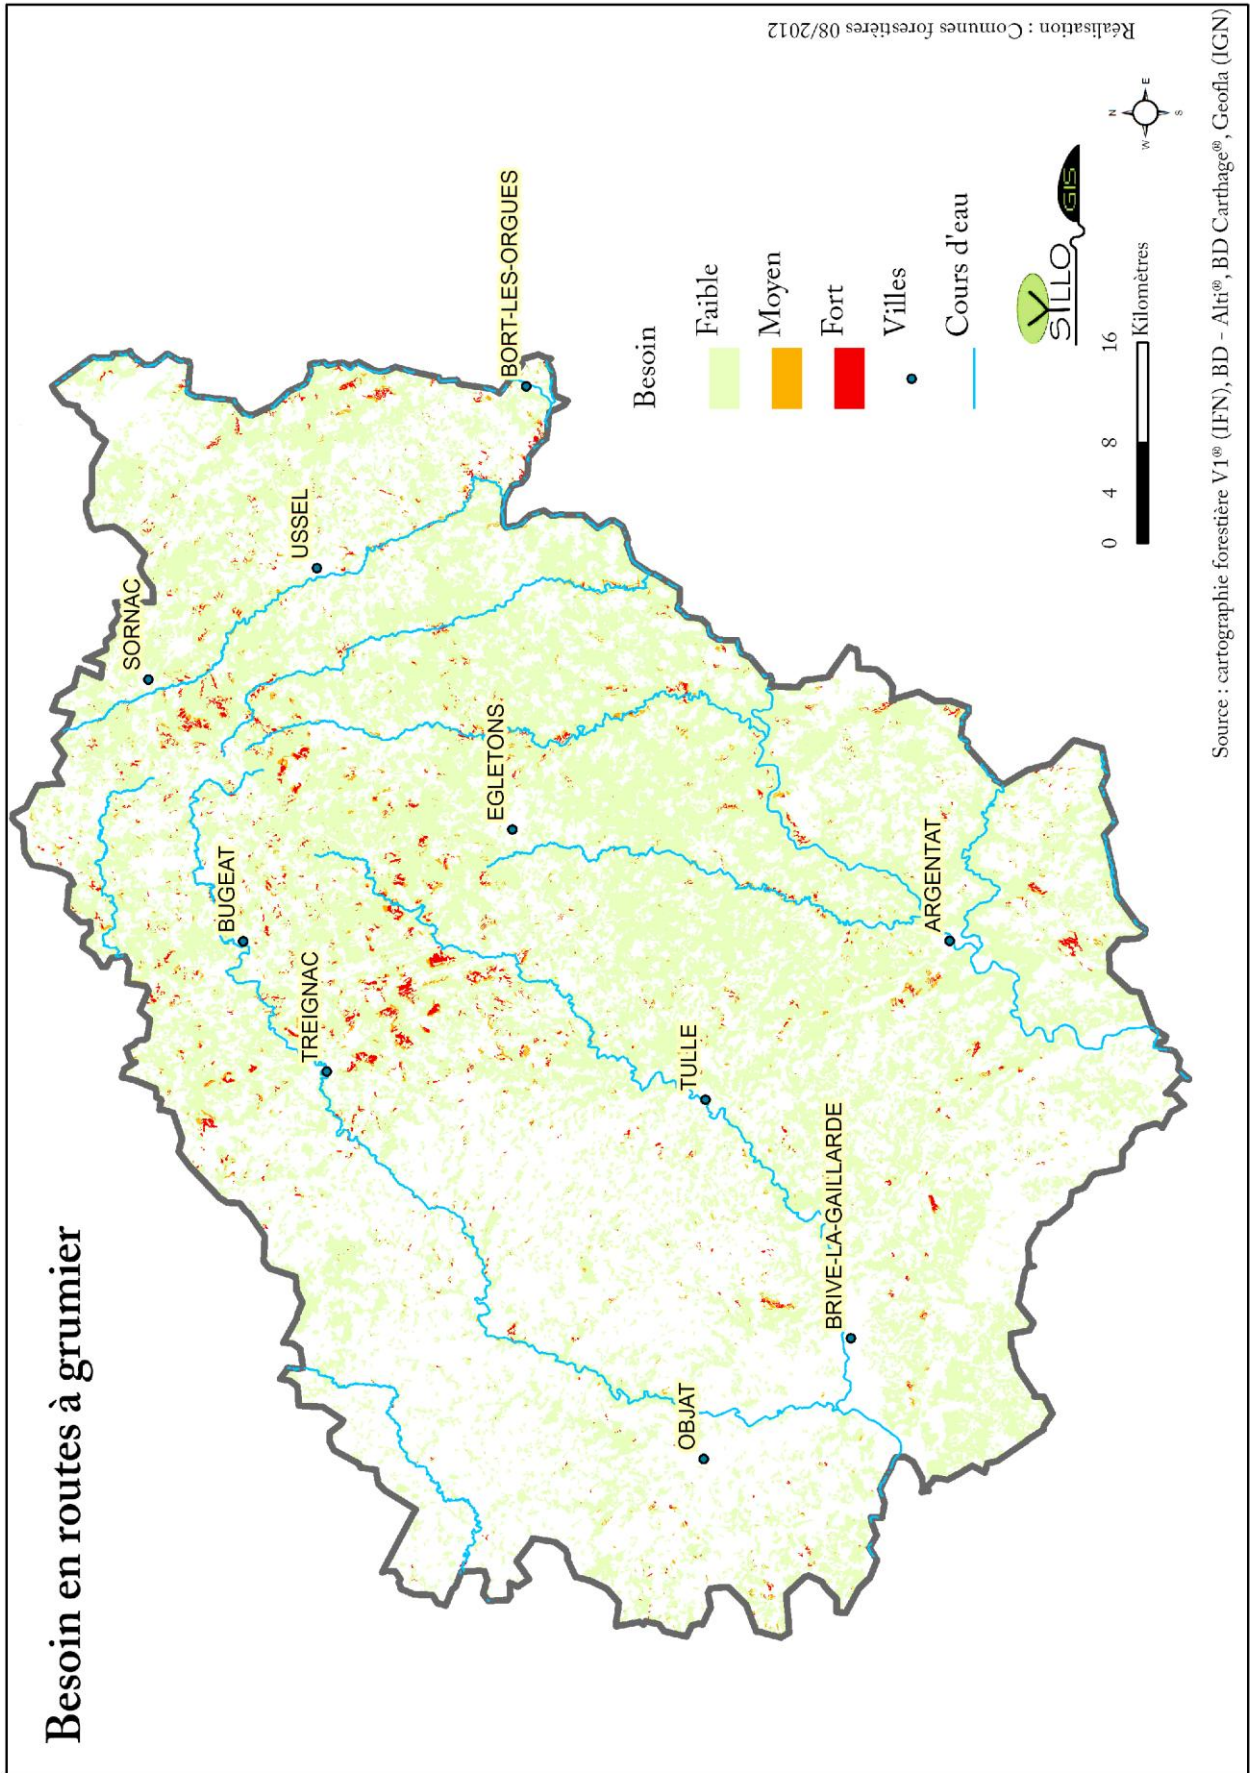 Besoin en routes à grumier
SORNAC
BUGEAT
USSEL
TREIGNAC
EGLETONS
BORT-LES-ORGUES
OBJAT
TULLE
BRIVE-LA-GAILLARDE
ARGENTAT
Besoin
Faible
Moyen
Fort
Villes
Cours d'eau
SYLLO
GIS
0 4 8 16
Kilomètres
N
W
E
S
Réalisation : Comunes forestières 08/2012
Source : cartographie forestière V1® (IFN), BD - Alti®, BD Carthage®, Geofla (IGN)